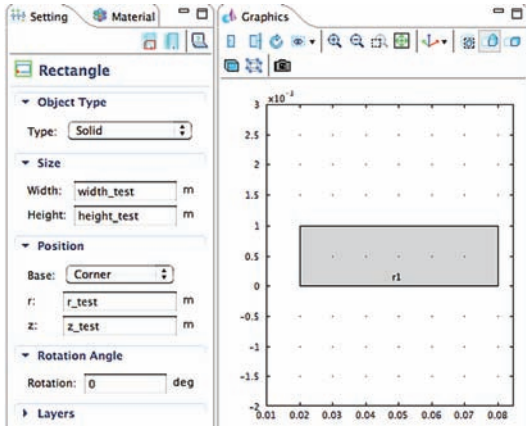 Setting
Material
Rectangle
Object Type
Type: Solid
Size
Width: width_test m
Height: height_test m
Position
Base: Corner
r: r_test m
z: z_test m
Rotation Angle
Rotation: 0 deg
Layers
Graphics
3
2.5
2
1.5
1
0.5
r1
0
-0.5
-1
-1.5
-2
0.01 0.02 0.03 0.04 0.05 0.06 0.07 0.08